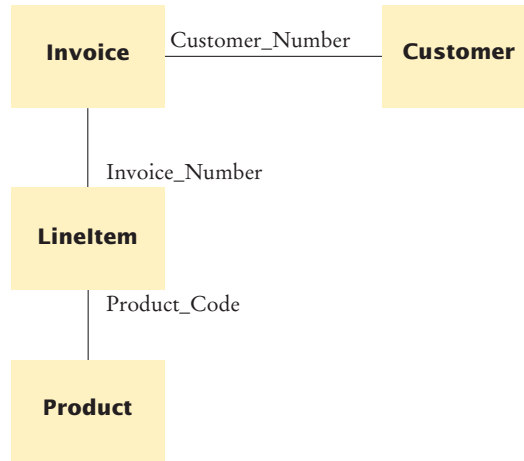 Invoice
Customer_Number
Customer
Invoice_Number
LineItem
Product_Code
Product